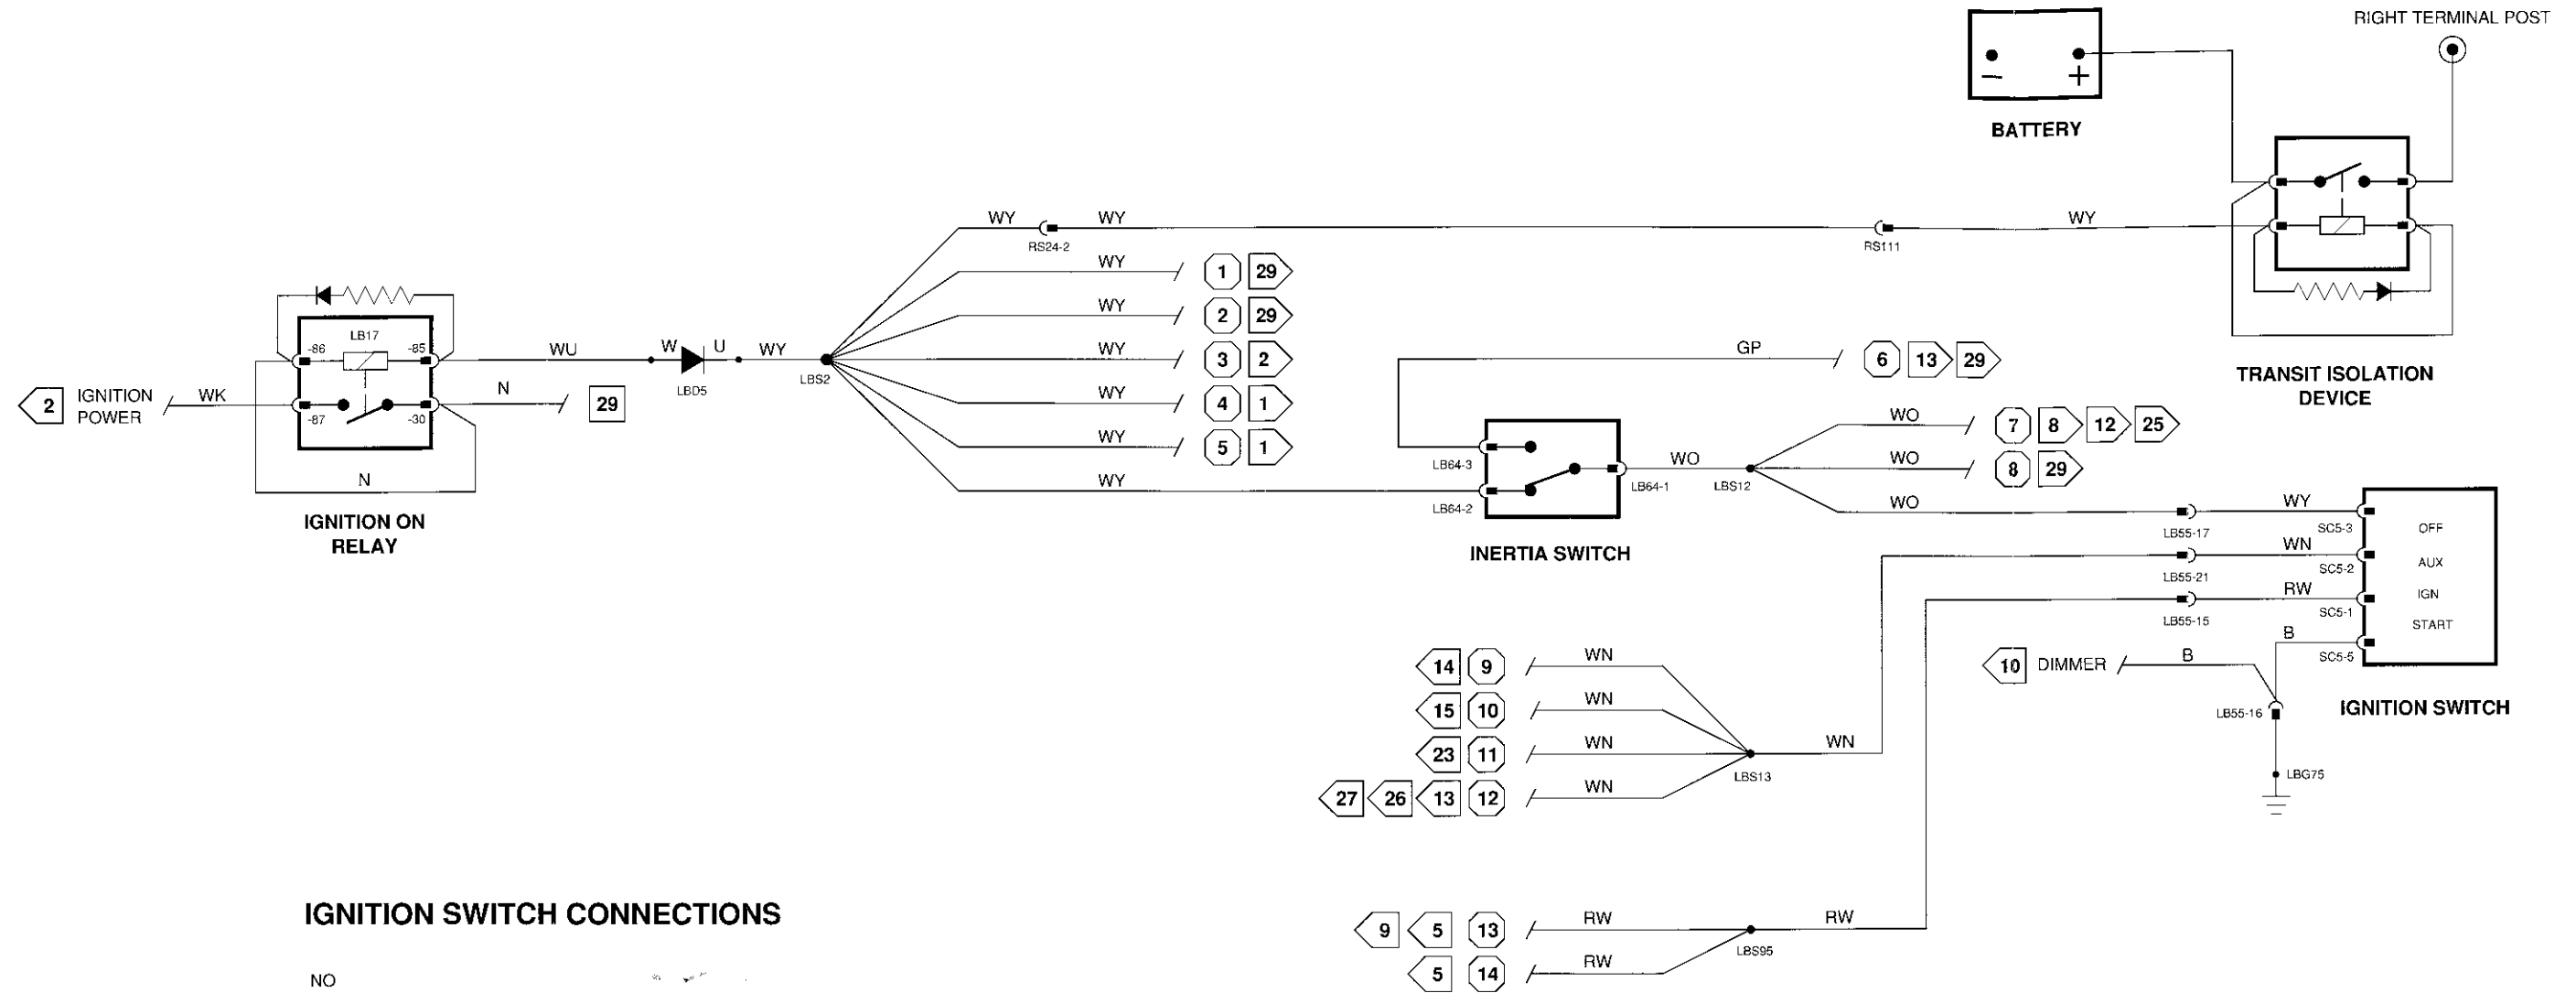 RIGHT TERMINAL POST
− +
BATTERY
WY WY WY
RS24-2 RS111
WY 1 29
WY 2 29
WY 3 2
WY 4 1
WY 5 1
WY
TRANSIT ISOLATION
DEVICE
LB17
-86 -85
-87 -30
WU W U WY
LBD5 LBS2
2 IGNITION
POWER
WK
N 29
N
IGNITION ON
RELAY
GP 6 13 29
LB64-3
LB64-2
LB64-1
WO
LBS12
INERTIA SWITCH
WO 7 8 12 25
WO 8 29
WO
LB55-17 WY SC5-3 OFF
LB55-21 WN SC5-2 AUX
LB55-15 RW SC5-1 IGN
B SC5-5 START
10 DIMMER B
LB55-16
IGNITION SWITCH
LBG75
14 9 WN
15 10 WN
23 11 WN WN
LBS13
27 26 13 12 WN
9 5 13 RW RW
LBS95
5 14 RW
IGNITION SWITCH CONNECTIONS
NO